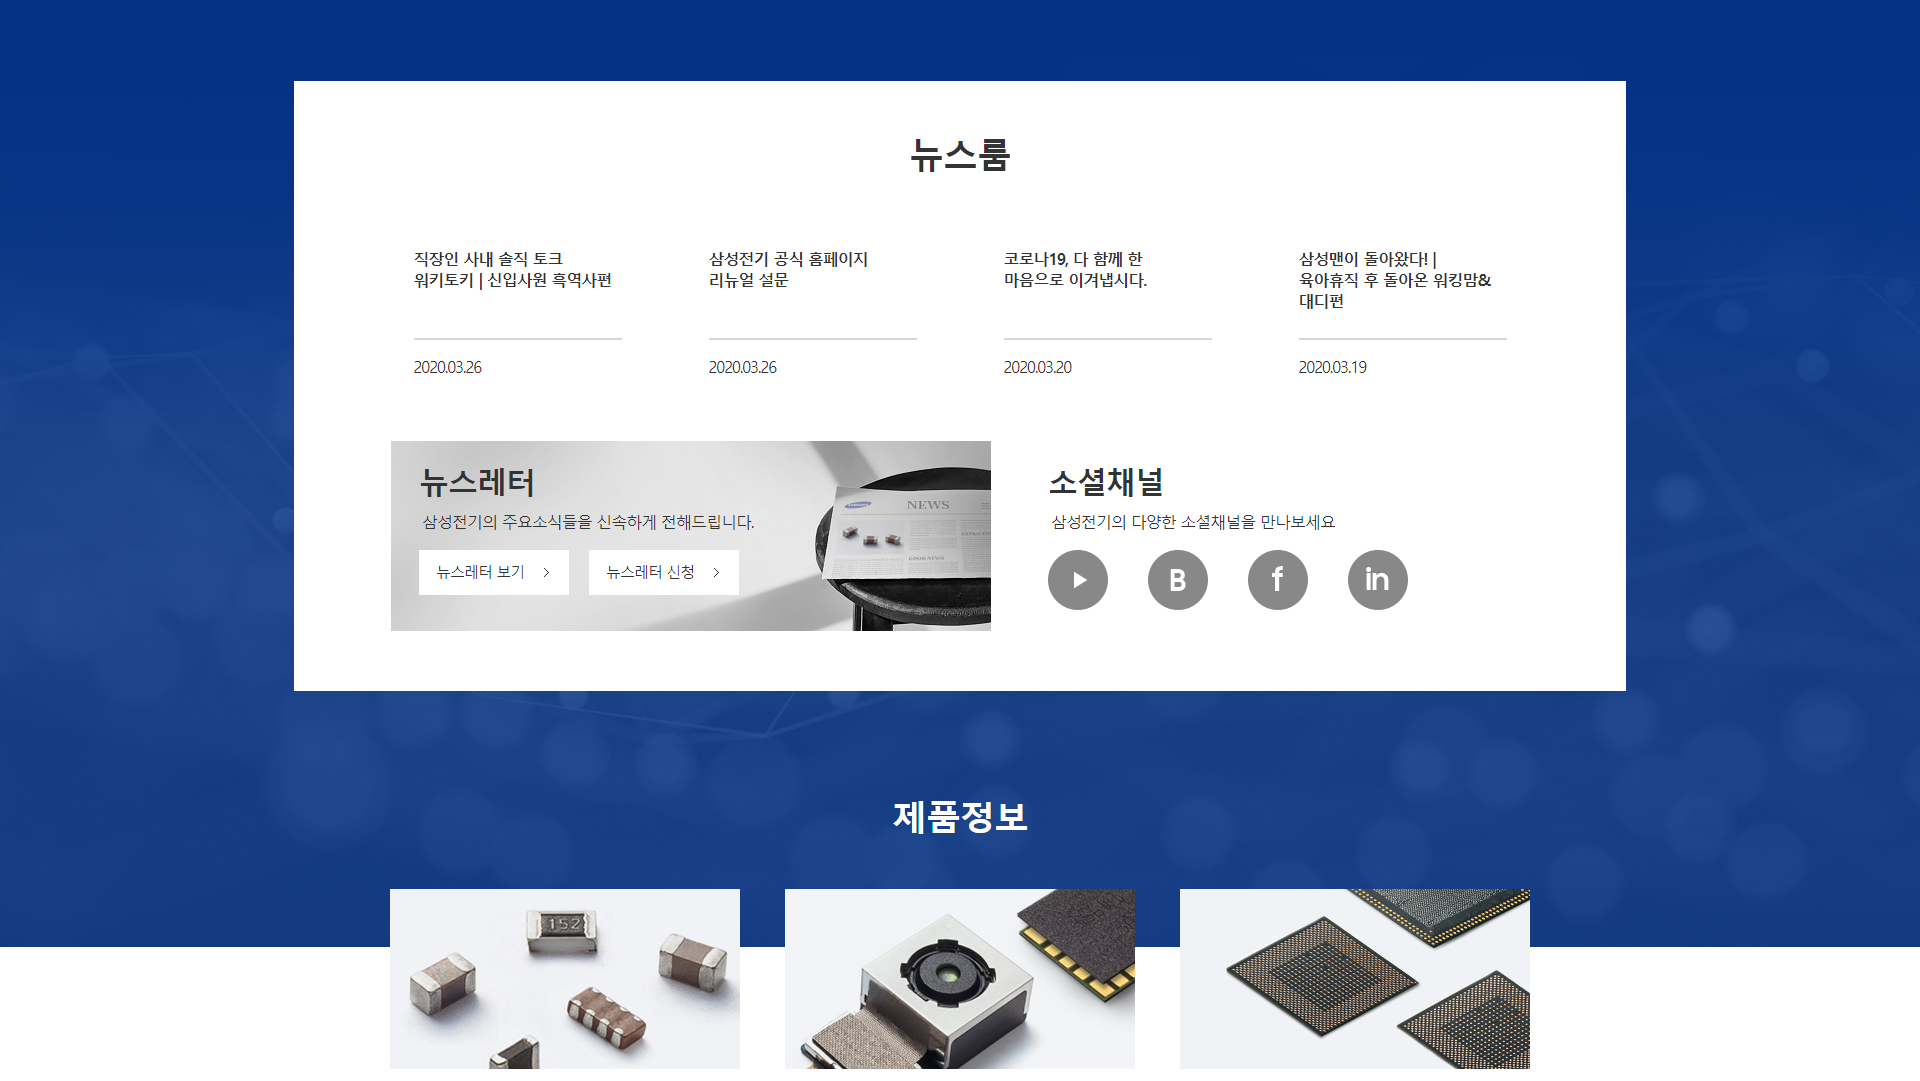 뉴스룸
직장인 사내 솔직 토크
워키토키 | 신입사원 흑역사편
2020.03.26
삼성전기 공식 홈페이지
리뉴얼 설문
2020.03.26
코로나19, 다 함께 한
마음으로 이겨냅시다.
2020.03.20
삼성맨이 돌아왔다! |
육아휴직 후 돌아온 워킹맘&
대디편
2020.03.19
뉴스레터
삼성전기의 주요소식들을 신속하게 전해드립니다.
뉴스레터 보기
뉴스레터 신청
SAMSUNG
NEWS
GOOD NEWS
소셜채널
삼성전기의 다양한 소셜채널을 만나보세요
B
f
in
제품정보
152